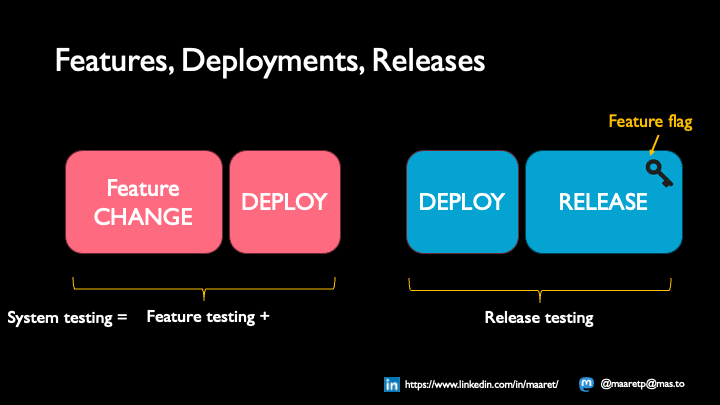 Features, Deployments, Releases
Feature flag
Feature
CHANGE
DEPLOY
DEPLOY
RELEASE
System testing = Feature testing +
Release testing
in https://www.linkedin.com/in/maaret/
@maaretp@mas.to